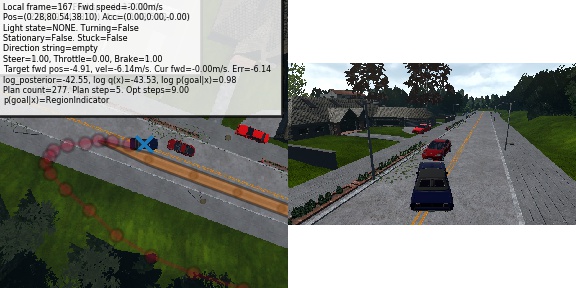 Local frame=167. Fwd speed=-0.00m/s
Pos=(0.28,80.54;38.10). Acc=(0.00,0.00,-0.00)
Light state=NONE. Turning=False
Stationary=False. Stuck=False
Direction string=empty
Steer=1.00, Throttle=0.00, Brake=1.00
Target fwd pos=-4.91, vel=-6.14m/s. Cur fwd=-0.00m/s. Err=-6.14
log_posterior=-42.55, log q(x)=-43.53, log p(goal|x)=0.98
Plan count=277. Plan step=5. Opt steps=9.00
p(goal|x)=RegionIndicator